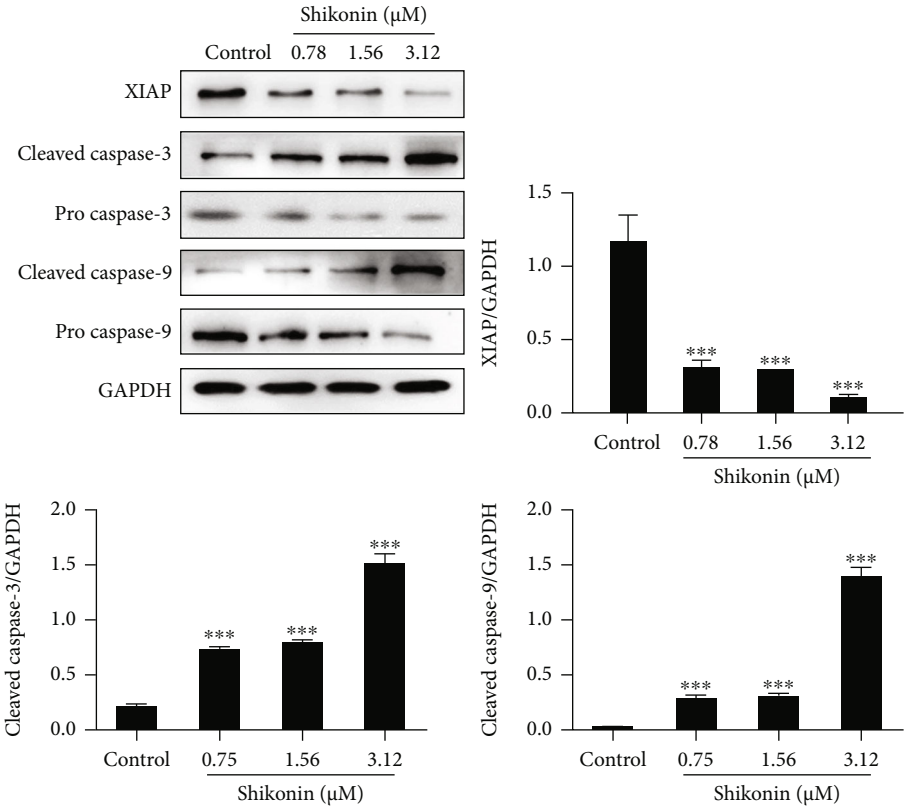 Shikonin (μM)
Control 0.78 1.56 3.12
XIAP
Cleaved caspase-3
Pro caspase-3
Cleaved caspase-9
Pro caspase-9
GAPDH
XIAP/GAPDH
1.5
1.0
0.5
0.0
***
***
***
Control 0.78 1.56 3.12
Shikonin (μM)
Cleaved caspase-3/GAPDH
2.0
1.5
1.0
0.5
0.0
***
***
***
Control 0.75 1.56 3.12
Shikonin (μM)
Cleaved caspase-9/GAPDH
2.0
1.5
1.0
0.5
0.0
***
***
***
Control 0.75 1.56 3.12
Shikonin (μM)